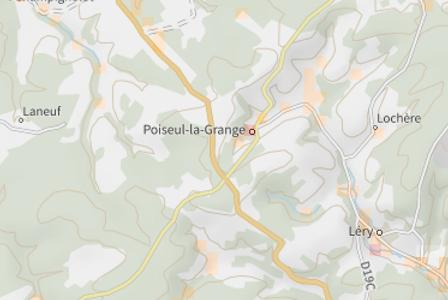 Laneuf
Lochère
Poiseul-la-Grange
Léry
D19C